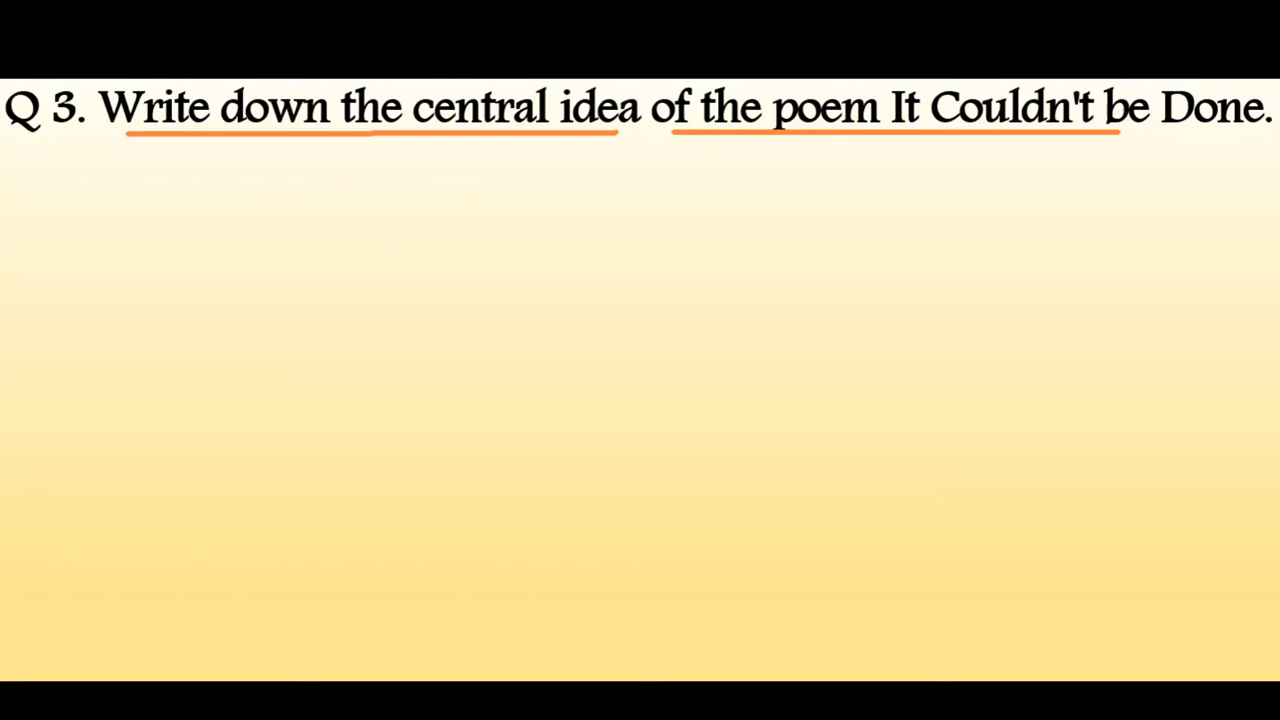 Q 3. Write down the central idea of the poem It Couldn't be Done.